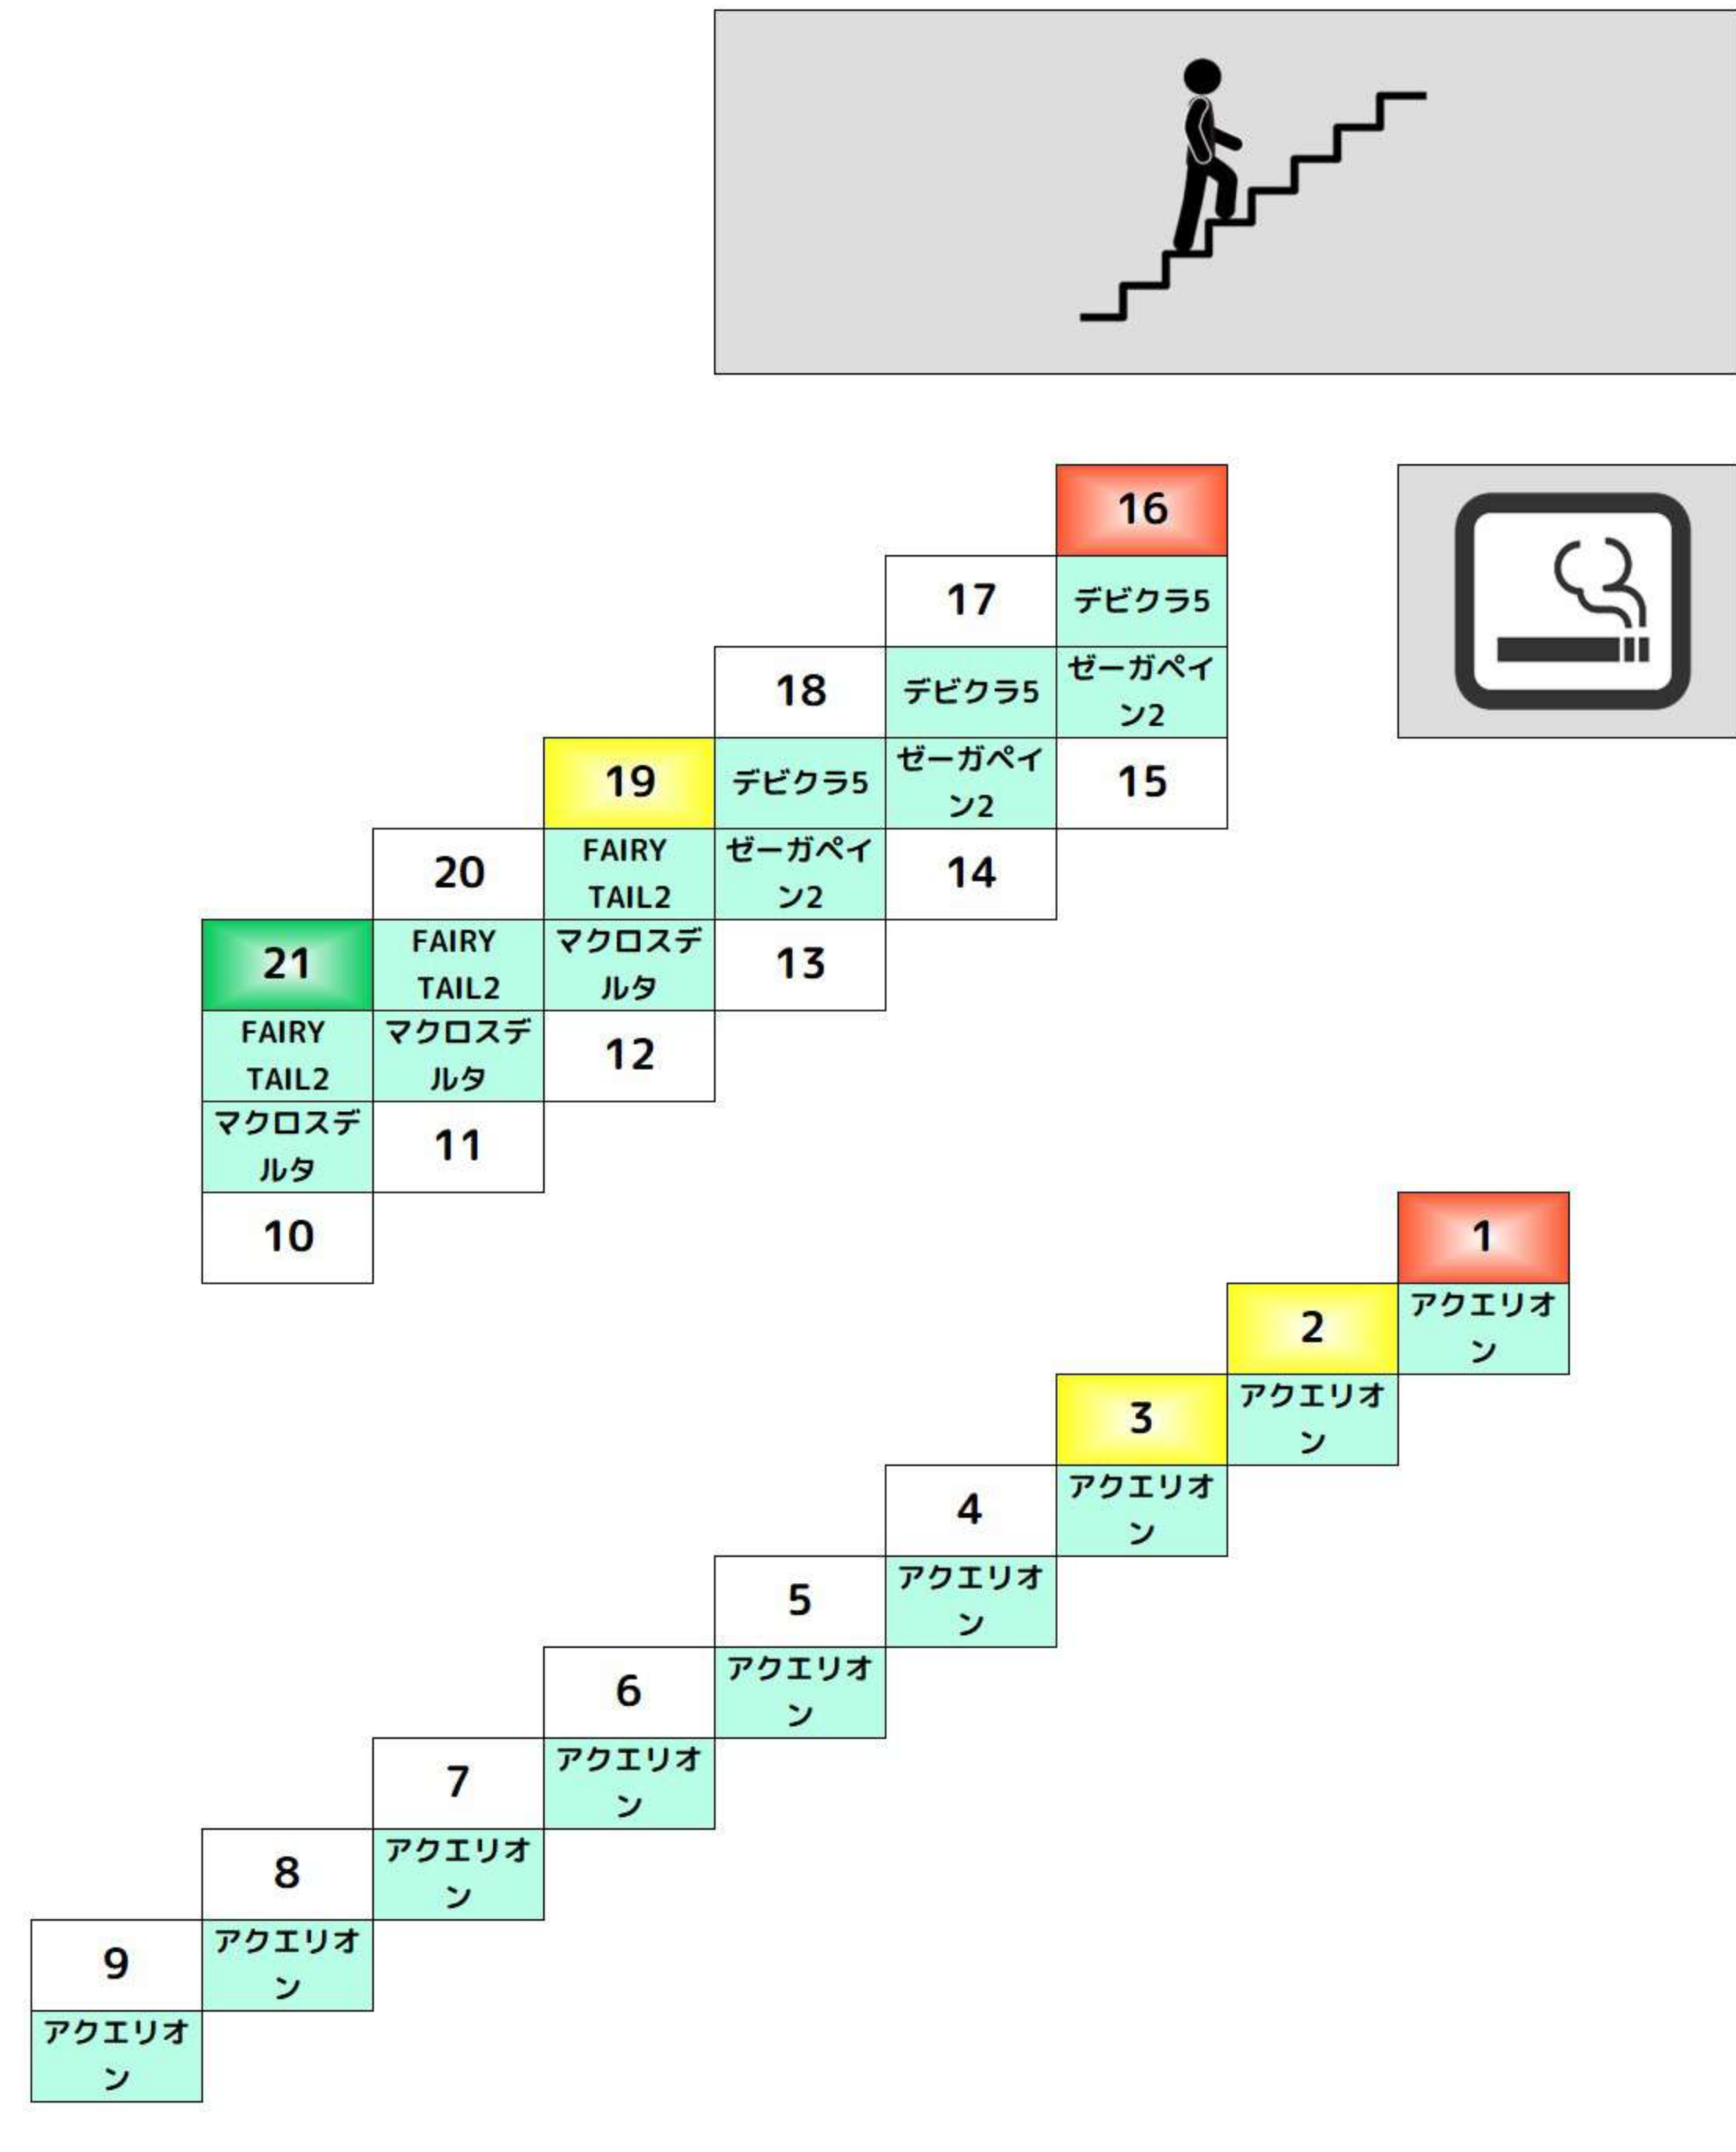 16
17
デビクラ5
18
デビクラ5
ゼーガペイ
ン2
19
デビクラ5
ゼーガペイ
ン2
15
20
FAIRY
TAIL2
ゼーガペイ
ン2
14
21
FAIRY
TAIL2
マクロスデ
ルタ
13
FAIRY
TAIL2
マクロスデ
ルタ
12
マクロスデ
ルタ
11
10
1
2
アクエリオ
ン
3
アクエリオ
ン
4
アクエリオ
ン
5
アクエリオ
ン
6
アクエリオ
ン
7
アクエリオ
ン
8
アクエリオ
ン
9
アクエリオ
ン
アクエリオ
ン